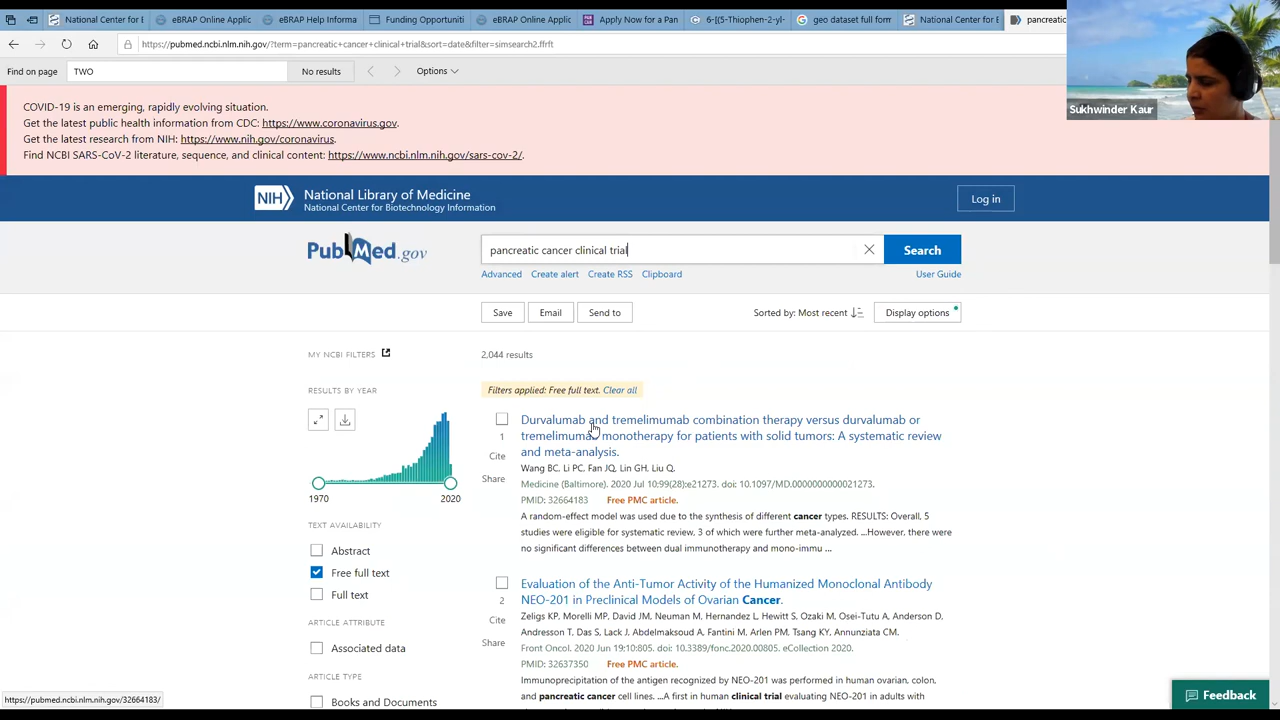 National Center for E
eBRAP Online Applic
eBRAP Help Informa
Funding Opportuniti
eBRAP Online Applic
Apply Now for a Pan
6-[(5-Thiophen-2-yl-
geo dataset full form
National Center for E
pancreatic
https://pubmed.ncbi.nlm.nih.gov/?term=pancreatic+cancer+clinical+trial&sort=date&filter=simsearch2.ffrft
Find on page
TWO
No results
Options
Sukhwinder Kaur
COVID-19 is an emerging, rapidly evolving situation.
Get the latest public health information from CDC: https://www.coronavirus.gov.
Get the latest research from NIH: https://www.nih.gov/coronavirus.
Find NCBI SARS-CoV-2 literature, sequence, and clinical content: https://www.ncbi.nlm.nih.gov/sars-cov-2/.
NIH
National Library of Medicine
National Center for Biotechnology Information
Log in
PubMed.gov
pancreatic cancer clinical trial
Search
Advanced
Create alert
Create RSS
Clipboard
User Guide
Save
Email
Send to
Sorted by: Most recent
Display options
MY NCBI FILTERS
2,044 results
RESULTS BY YEAR
1970
2020
Filters applied: Free full text. Clear all
1
Cite
Share
Durvalumab and tremelimumab combination therapy versus durvalumab or
tremelimumab monotherapy for patients with solid tumors: A systematic review
and meta-analysis.
Wang BC, Li PC, Fan JQ, Lin GH, Liu Q.
Medicine (Baltimore). 2020 Jul 10;99(28):e21273. doi: 10.1097/MD.0000000000021273.
PMID: 32664183 Free PMC article.
A random-effect model was used due to the synthesis of different cancer types. RESULTS: Overall, 5
studies were eligible for systematic review, 3 of which were further meta-analyzed. ...However, there were
no significant differences between dual immunotherapy and mono-immu ...
TEXT AVAILABILITY
Abstract
Free full text
Full text
ARTICLE ATTRIBUTE
Associated data
ARTICLE TYPE
Books and Documents
2
Cite
Share
Evaluation of the Anti-Tumor Activity of the Humanized Monoclonal Antibody
NEO-201 in Preclinical Models of Ovarian Cancer.
Zeligs KP, Morelli MP, David JM, Neuman M, Hernandez L, Hewitt S, Ozaki M, Osei-Tutu A, Anderson D,
Andresson T, Das S, Lack J, Abdelmaksoud A, Fantini M, Arlen PM, Tsang KY, Annunziata CM.
Front Oncol. 2020 Jun 19;10:805. doi: 10.3389/fonc.2020.00805. eCollection 2020.
PMID: 32637350 Free PMC article.
Immunoprecipitation of the antigen recognized by NEO-201 was performed in human ovarian, colon,
and pancreatic cancer cell lines. ...A first in human clinical trial evaluating NEO-201 in adults with
https://pubmed.ncbi.nlm.nih.gov/32664183/
Feedback